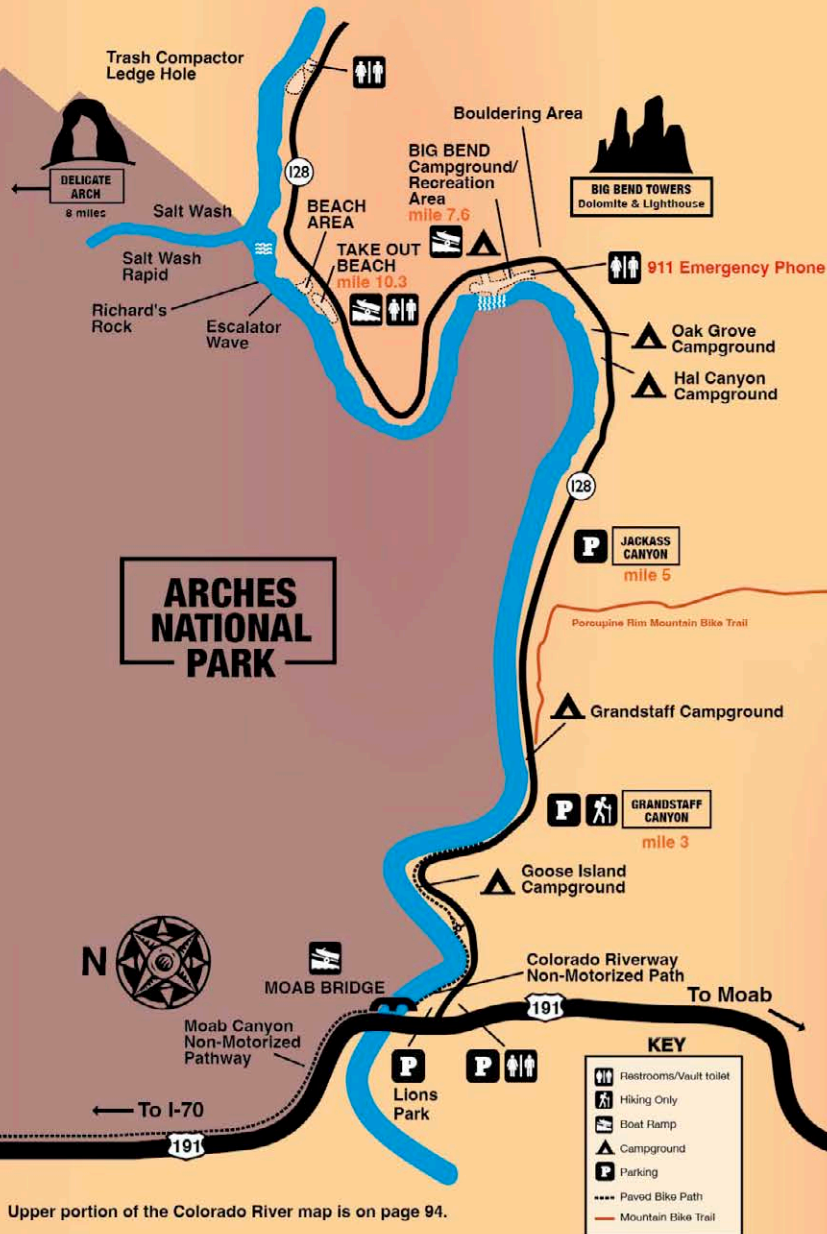 Trash Compactor
Ledge Hole
Bouldering Area
BIG BEND
Campground/
Recreation
Area
mile 7.6
128
DELICATE
ARCH
8 miles
BIG BEND TOWERS
Dolomite & Lighthouse
Salt Wash
BEACH
AREA
TAKE OUT
BEACH
mile 10.3
Salt Wash
Rapid
911 Emergency Phone
Richard's
Rock
Escalator
Wave
Oak Grove
Campground
Hal Canyon
Campground
128
P
JACKASS
CANYON
mile 5
ARCHES
NATIONAL
PARK
Porcupine Rim Mountain Bike Trail
Grandstaff Campground
P
GRANDSTAFF
CANYON
mile 3
Goose Island
Campground
N
MOAB BRIDGE
Colorado Riverway
Non-Motorized Path
191
To Moab
Moab Canyon
Non-Motorized
Pathway
P
Lions
Park
P
To I-70
191
KEY
Restrooms/Vault toilet
Hiking Only
Boat Ramp
Campground
P Parking
Paved Bike Path
Mountain Bike Trail
Upper portion of the Colorado River map is on page 94.